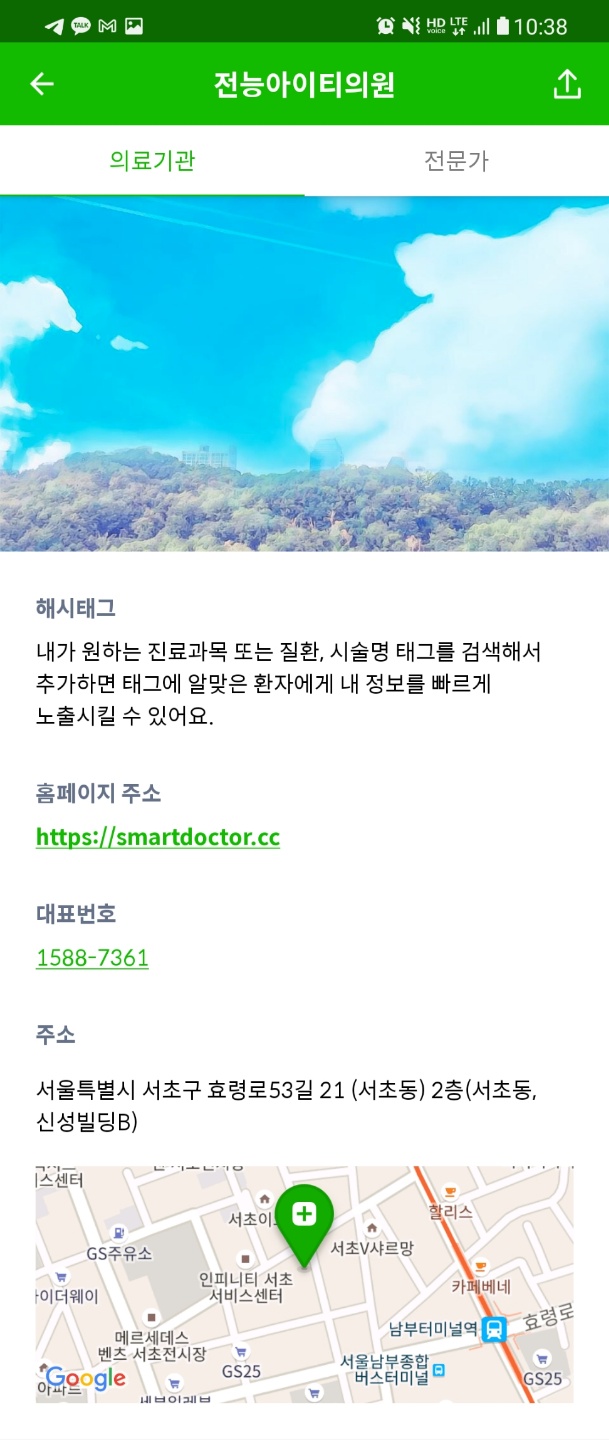 TALK
HD voice LTE 10:38
전능아이티의원
의료기관 전문가
해시태그
내가 원하는 진료과목 또는 질환, 시술명 태그를 검색해서
추가하면 태그에 알맞은 환자에게 내 정보를 빠르게
노출시킬 수 있어요.
홈페이지 주소
https://smartdoctor.cc
대표번호
1588-7361
주소
서울특별시 서초구 효령로53길 21 (서초동) 2층(서초동,
신성빌딩B)
할리스
서초이
GS주유소
서초V샤르망
인피니티 서초
서비스센터
카페베네
남부터미널역
효령로
메르세데스
벤츠 서초전시장
서울남부종합
버스터미널
GS25
GS25
Google